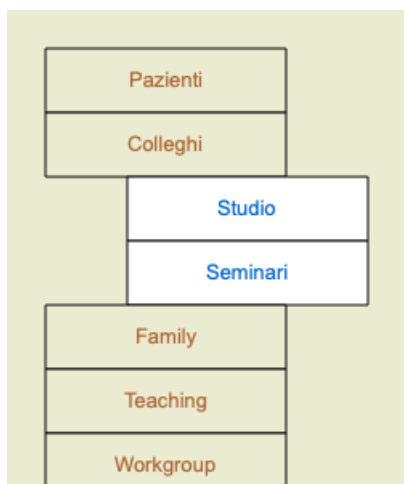 Pazienti
Colleghi
Studio
Seminari
Family
Teaching
Workgroup